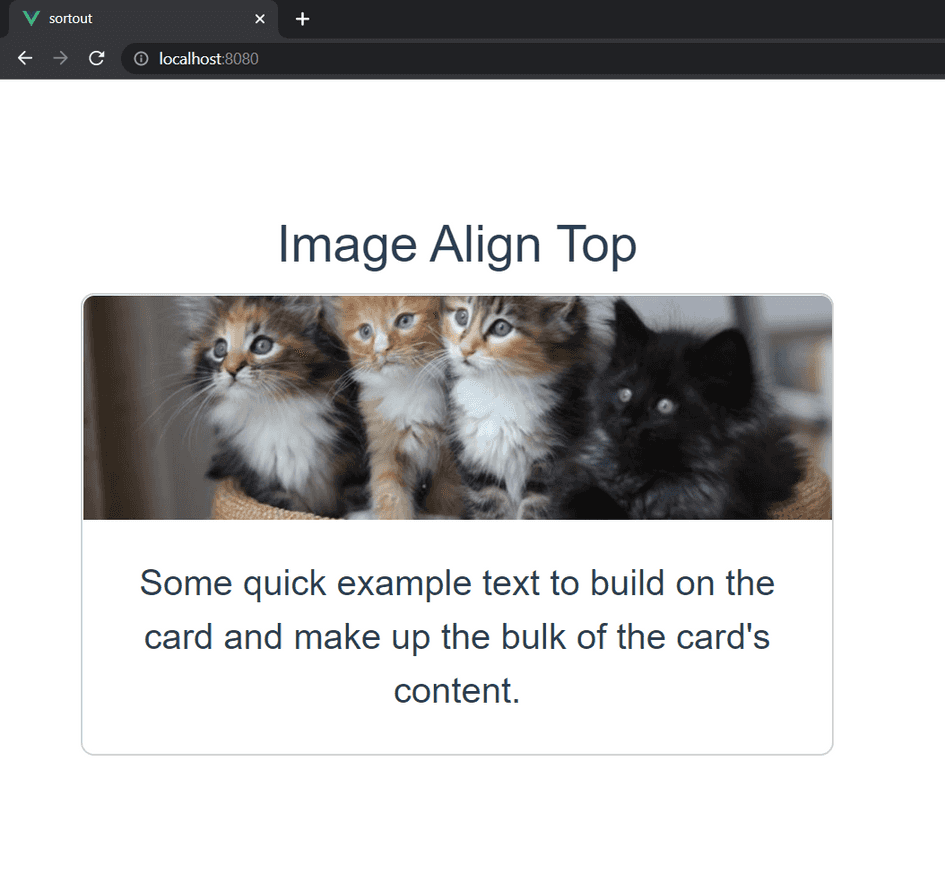 sortout
localhost:8080
Image Align Top
Some quick example text to build on the
card and make up the bulk of the card's
content.